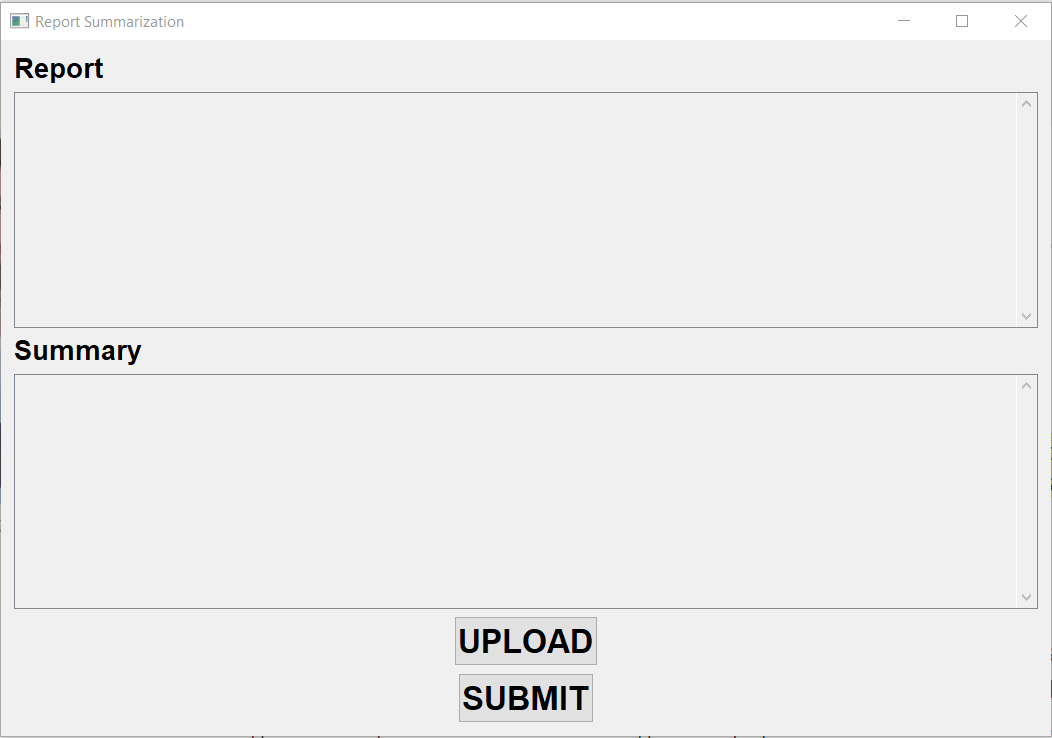 Report Summarization
Report
Summary
UPLOAD
SUBMIT